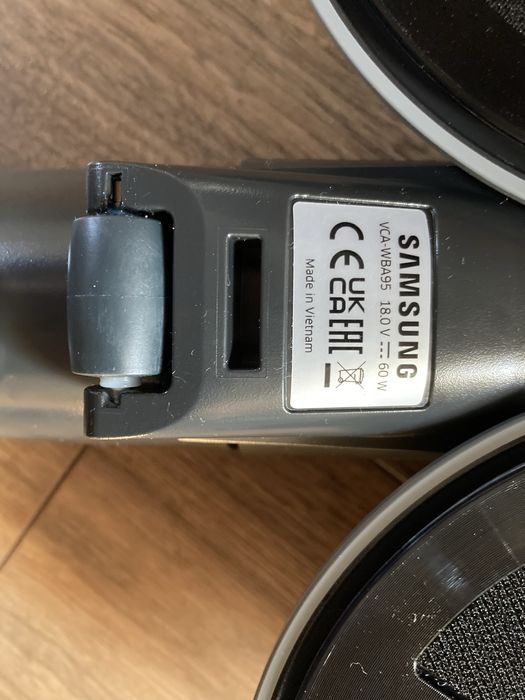 SAMSUNG
VCA-WBA95 18.0 V ⎓ 60 W
CE UK
CA EAC
Made in Vietnam